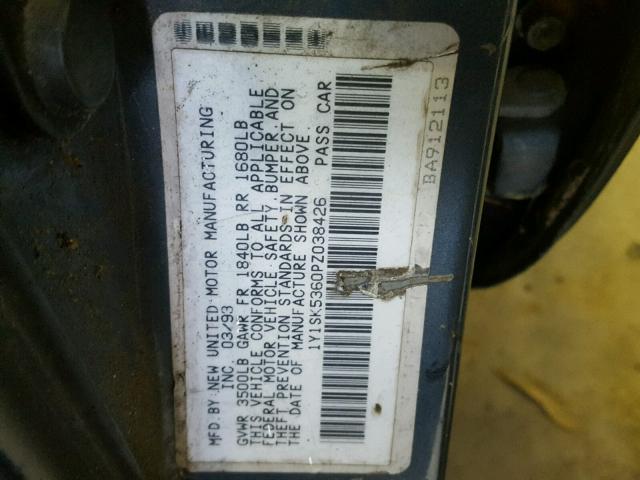 MFD.BY NEW UNITED MOTOR MANUFACTURING
INC. 03/93
GVWR 3500LB GAWR FR 1840LB RR 1680LB
THIS VEHICLE CONFORMS TO ALL APPLICABLE
FEDERAL MOTOR VEHICLE SAFETY,BUMPER,AND
THEFT PREVENTION STANDARDS IN EFFECT ON
THE DATE OF MANUFACTURE SHOWN ABOVE.
1Y1SK5360PZ038426 PASS CAR
BA912113